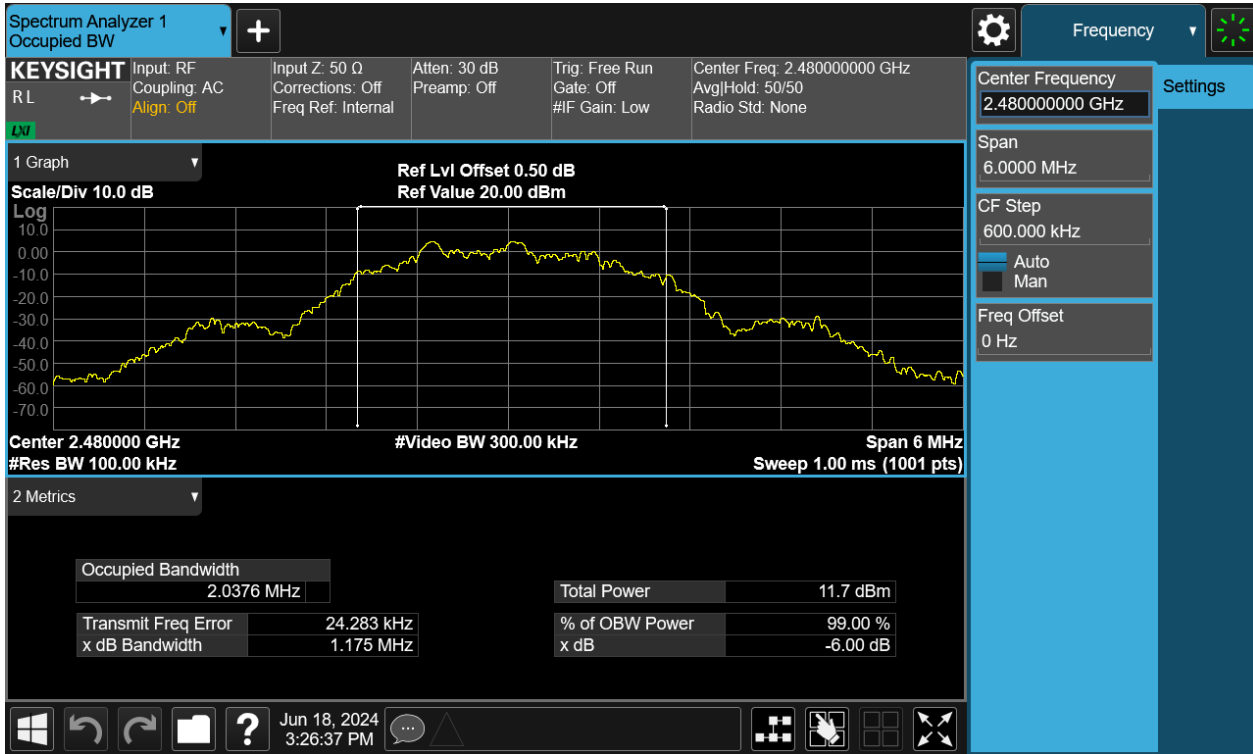 Spectrum Analyzer 1
Occupied BW
+
Frequency
KEYSIGHT
R L
LXI
Input: RF
Coupling: AC
Align: Off
Input Z: 50 Ω
Corrections: Off
Freq Ref: Internal
Atten: 30 dB
Preamp: Off
Trig: Free Run
Gate: Off
#IF Gain: Low
Center Freq: 2.480000000 GHz
Avg|Hold: 50/50
Radio Std: None
Center Frequency
2.480000000 GHz
Settings
Span
6.0000 MHz
CF Step
600.000 kHz
Auto
Man
Freq Offset
0 Hz
1 Graph
Scale/Div 10.0 dB
Ref Lvl Offset 0.50 dB
Ref Value 20.00 dBm
Log
10.0
0.00
-10.0
-20.0
-30.0
-40.0
-50.0
-60.0
-70.0
Center 2.480000 GHz
#Video BW 300.00 kHz
Span 6 MHz
#Res BW 100.00 kHz
Sweep 1.00 ms (1001 pts)
2 Metrics
Occupied Bandwidth
2.0376 MHz
Total Power 11.7 dBm
Transmit Freq Error 24.283 kHz
% of OBW Power 99.00 %
x dB Bandwidth 1.175 MHz
x dB -6.00 dB
?
Jun 18, 2024
3:26:37 PM